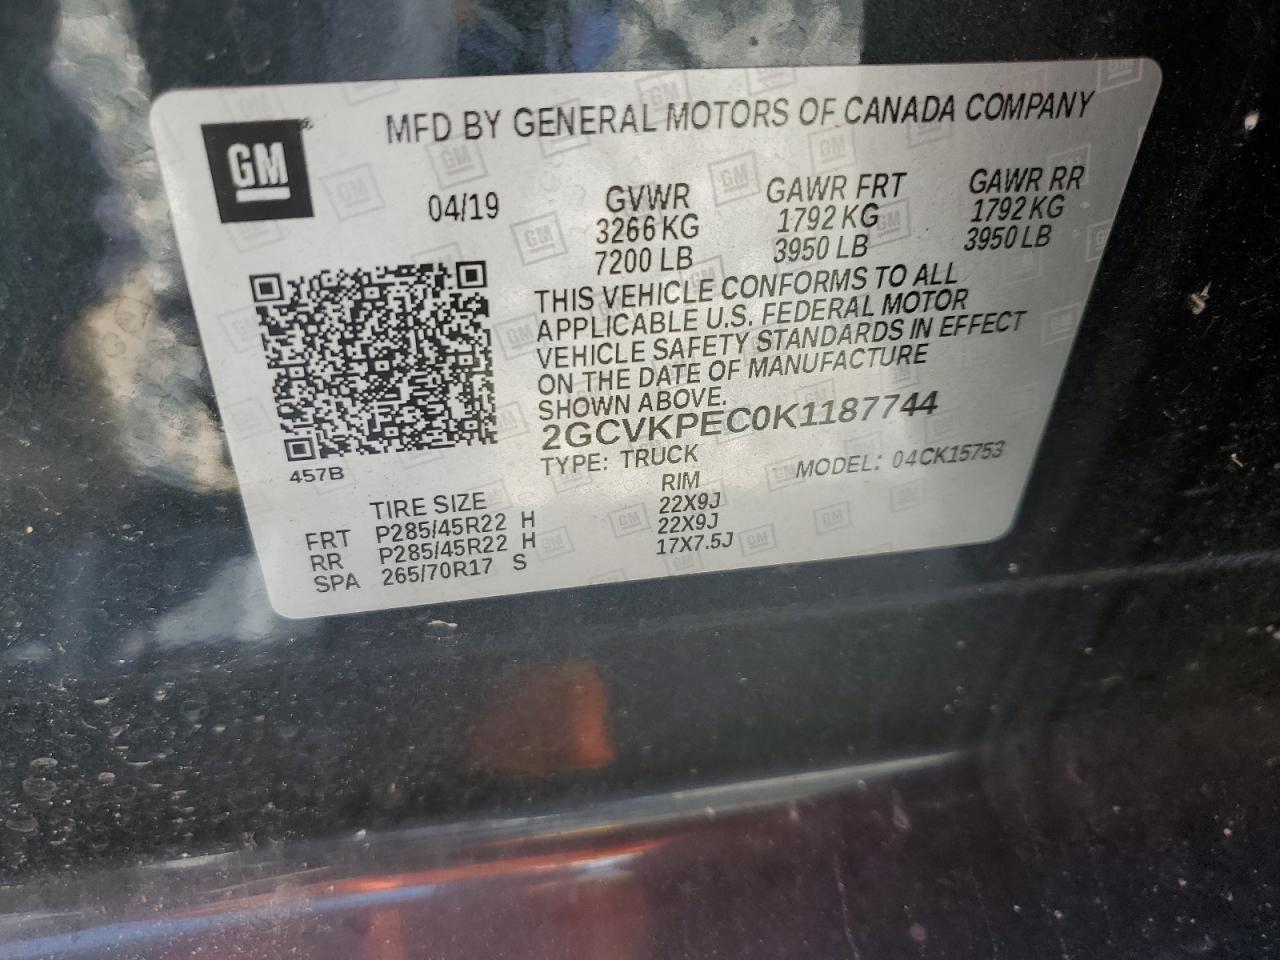 GM
MFD BY GENERAL MOTORS OF CANADA COMPANY
04/19
GVWR GAWR FRT GAWR RR
3266 KG 1792 KG 1792 KG
7200 LB 3950 LB 3950 LB
THIS VEHICLE CONFORMS TO ALL
APPLICABLE U.S. FEDERAL MOTOR
VEHICLE SAFETY STANDARDS IN EFFECT
ON THE DATE OF MANUFACTURE
SHOWN ABOVE.
2GCVKPEC0K1187744
TYPE: TRUCK MODEL: 04CK15753
457B
TIRE SIZE RIM
FRT P285/45R22 H 22X9J
RR P285/45R22 H 22X9J
SPA 265/70R17 S 17X7.5J